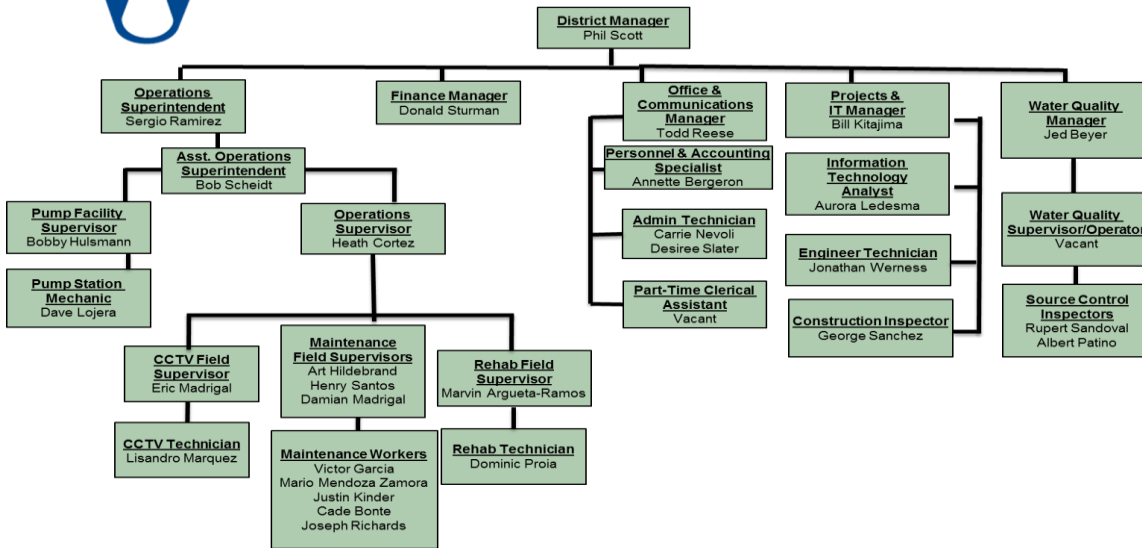 District Manager
Phil Scott
Operations
Superintendent
Sergio Ramirez
Finance Manager
Donald Sturman
Office &
Communications
Manager
Todd Reese
Projects &
IT Manager
Bill Kitajima
Water Quality
Manager
Jed Beyer
Asst. Operations
Superintendent
Bob Scheidt
Personnel & Accounting
Specialist
Annette Bergeron
Information
Technology
Analyst
Aurora Ledesma
Pump Facility
Supervisor
Bobby Hulsmann
Operations
Supervisor
Heath Cortez
Admin Technician
Carrie Nevoli
Desiree Slater
Engineer Technician
Jonathan Werness
Water Quality
Supervisor/Operator
Vacant
Pump Station
Mechanic
Dave Lojera
Part-Time Clerical
Assistant
Vacant
Construction Inspector
George Sanchez
Source Control
Inspectors
Rupert Sandoval
Albert Patino
CCTV Field
Supervisor
Eric Madrigal
Maintenance
Field Supervisors
Art Hildebrand
Henry Santos
Damian Madrigal
Rehab Field
Supervisor
Marvin Argueta-Ramos
CCTV Technician
Lisandro Marquez
Maintenance Workers
Victor Garcia
Mario Mendoza Zamora
Justin Kinder
Cade Bonte
Joseph Richards
Rehab Technician
Dominic Proia